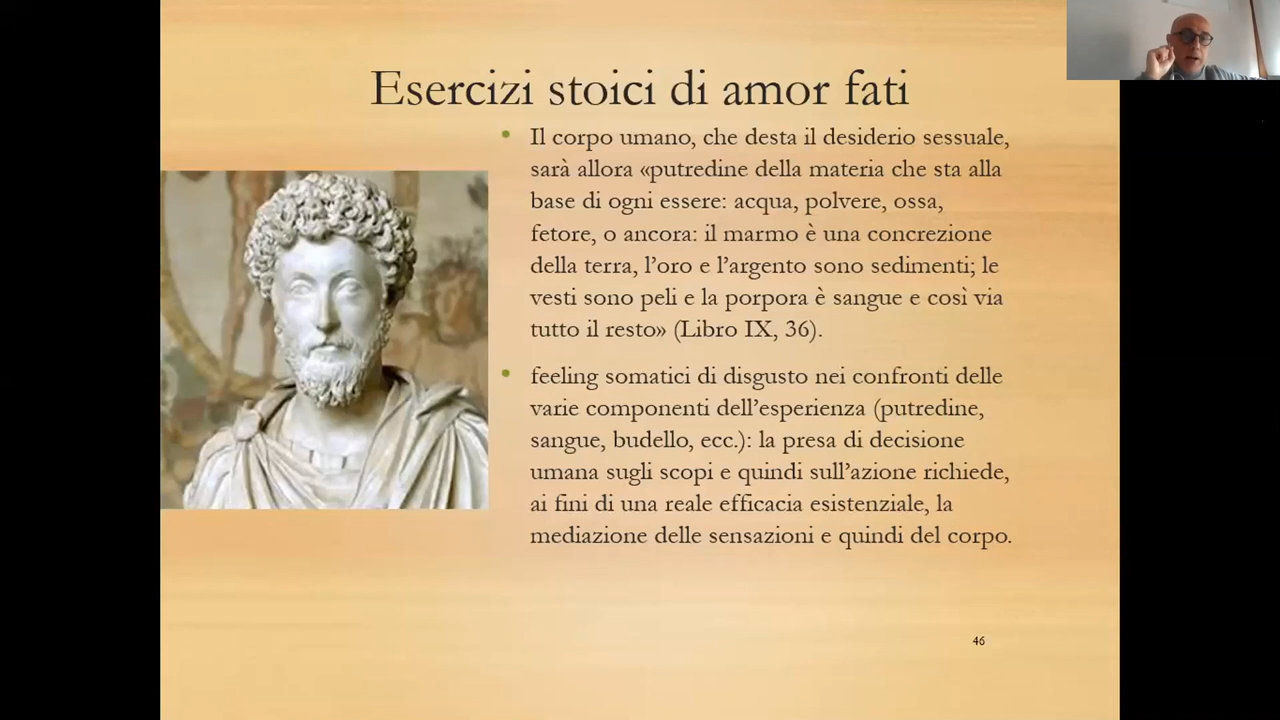 Esercizi stoici di amor fati
• Il corpo umano, che desta il desiderio sessuale,
sarà allora «putredine della materia che sta alla
base di ogni essere: acqua, polvere, ossa,
fetore, o ancora: il marmo è una concrezione
della terra, l’oro e l’argento sono sedimenti; le
vesti sono peli e la porpora è sangue e così via
tutto il resto» (Libro IX, 36).
• feeling somatici di disgusto nei confronti delle
varie componenti dell’esperienza (putredine,
sangue, budello, ecc.): la presa di decisione
umana sugli scopi e quindi sull’azione richiede,
ai fini di una reale efficacia esistenziale, la
mediazione delle sensazioni e quindi del corpo.
46